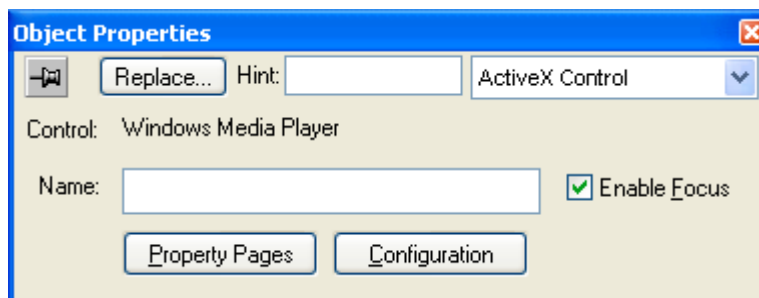 Object Properties
Replace... Hint: ActiveX Control
Control: Windows Media Player
Name: Enable Focus
Property Pages Configuration